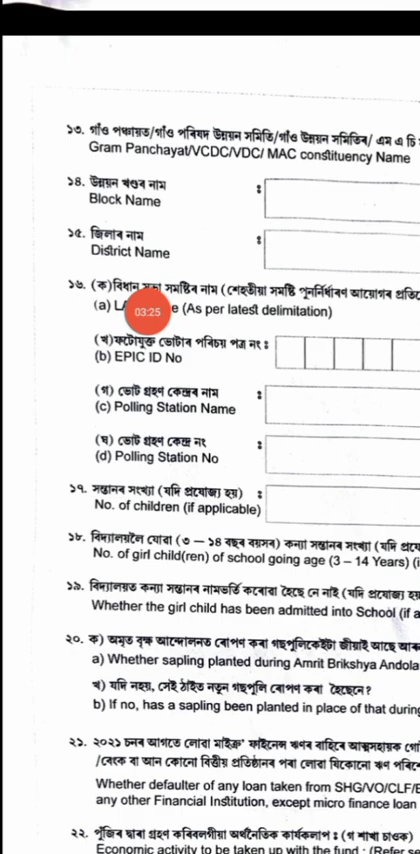 ১৩. গাঁও পঞ্চায়ত/গাঁও পৰিষদ উন্নয়ন সমিতি/গাঁও উন্নয়ন সমিতিৰ/ এম এ চি
Gram Panchayat/VCDC/VDC/ MAC constituency Name
১৪. উন্নয়ন খণ্ডৰ নাম :
Block Name
১৫. জিলাৰ নাম :
District Name
১৬. (ক)বিধান সভা সমষ্টিৰ নাম (শেহতীয়া সমষ্টি পুনৰ্নিৰ্ধাৰণ আয়োগৰ
(a) e (As per latest delimitation)
03:25
(খ)ফটোযুক্ত ভোটাৰ পৰিচয় পত্ৰ নং :
(b) EPIC ID No
(গ) ভোট গ্ৰহণ কেন্দ্ৰৰ নাম :
(c) Polling Station Name
(ঘ) ভোট গ্ৰহণ কেন্দ্ৰ নং :
(d) Polling Station No
১৭. সন্তানৰ সংখ্যা (যদি প্ৰযোজ্য হয়) :
No. of children (if applicable)
১৮. বিদ্যালয়লৈ যোৱা (৩ – ১৪ বছৰ বয়সৰ) কন্যা সন্তানৰ সংখ্যা (যদি
No. of girl child(ren) of school going age (3 – 14 Years)
১৯. বিদ্যালয়ত কন্যা সন্তানৰ নামভৰ্তি কৰোৱা হৈছে নে নাই (যদি প্ৰযোজ্য
Whether the girl child has been admitted into School (if
২০. ক) অমৃত বৃক্ষ আন্দোলনত ৰোপণ কৰা গছপুলিকেইটা জীয়াই আছে
a) Whether sapling planted during Amrit Brikshya Andola
খ) যদি নহয়, সেই ঠাইত নতুন গছপুলি ৰোপণ কৰা হৈছেনে?
b) If no, has a sapling been planted in place of that during
২১. ২০২১ চনৰ আগতে লোৱা মাইক্ৰ' ফাইনেন্স ঋণৰ বাহিৰে আত্মসহায়ক
/বেংক বা আন কোনো বিত্তীয় প্ৰতিষ্ঠানৰ পৰা লোৱা যিকোনো ঋণ
Whether defaulter of any loan taken from SHG/VO/CLF/
any other Financial Institution, except micro finance loan
২২. পুঁজিৰ দ্বাৰা গ্ৰহণ কৰিবলগীয়া অৰ্থনৈতিক কাৰ্যকলাপ : (গ শাখা চাওক)
Economic activity to be taken up with the fund : (Refer